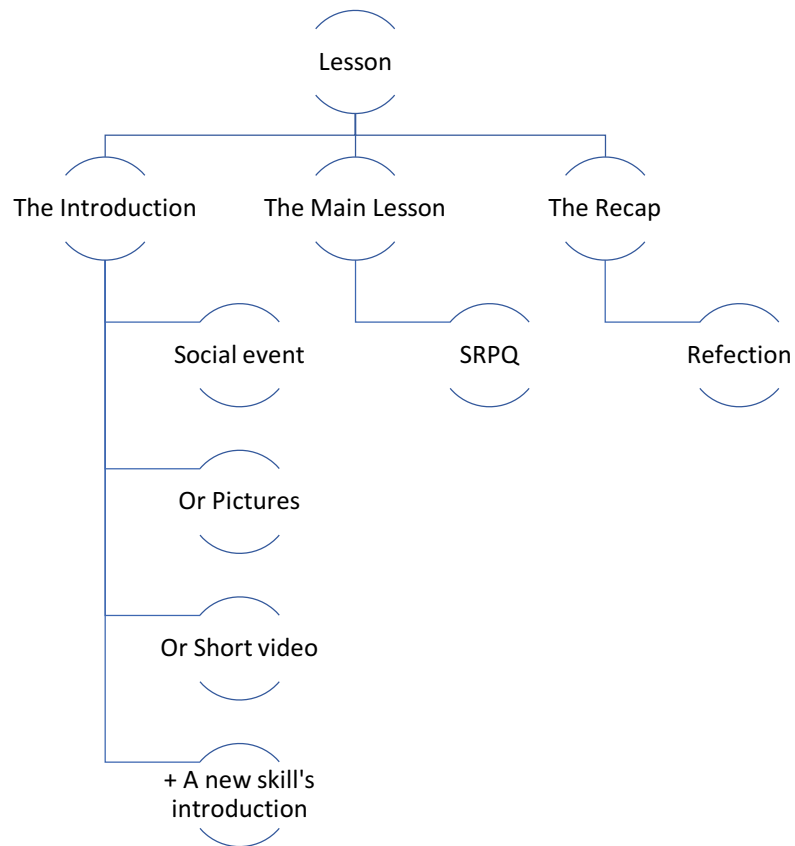 Lesson
The Introduction
The Main Lesson
The Recap
Social event
SRPQ
Refection
Or Pictures
Or Short video
+ A new skill's
introduction